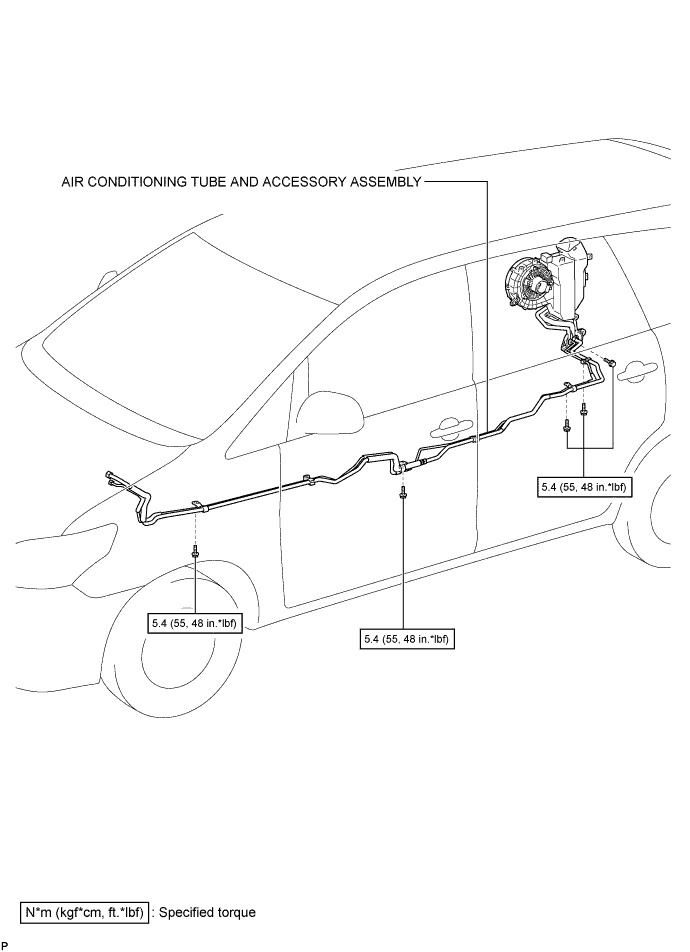 AIR CONDITIONING TUBE AND ACCESSORY ASSEMBLY
5.4 (55, 48 in.*lbf)
5.4 (55, 48 in.*lbf)
5.4 (55, 48 in.*lbf)
N*m (kgf*cm, ft.*lbf) : Specified torque
P